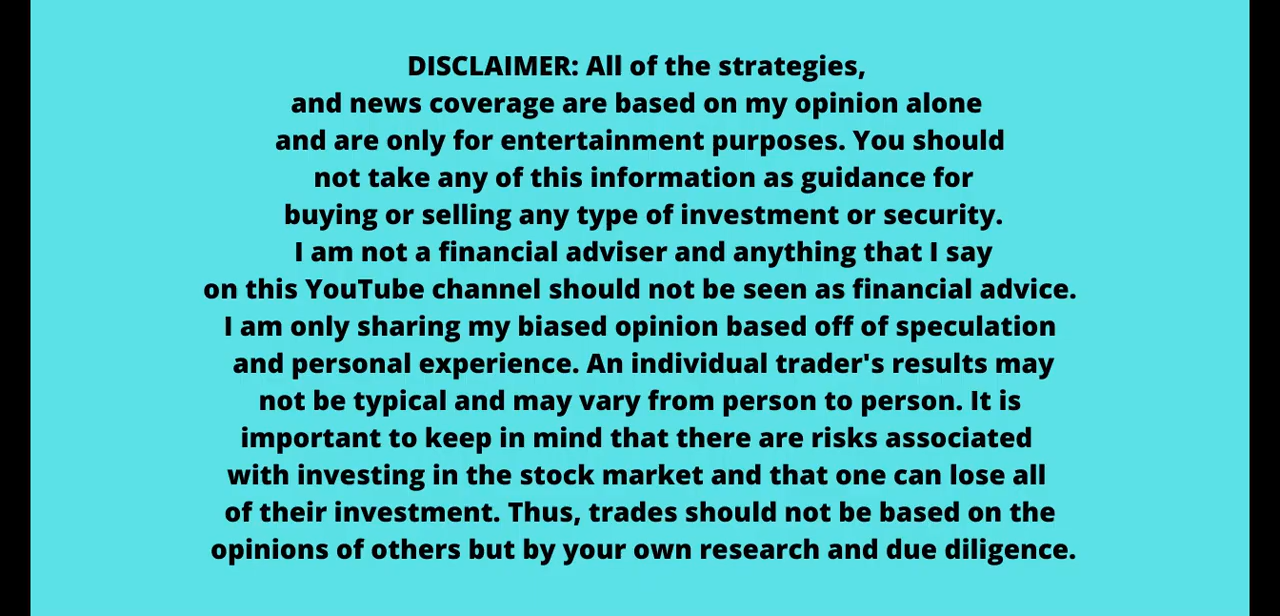 DISCLAIMER: All of the strategies,
and news coverage are based on my opinion alone
and are only for entertainment purposes. You should
not take any of this information as guidance for
buying or selling any type of investment or security.
I am not a financial adviser and anything that I say
on this YouTube channel should not be seen as financial advice.
I am only sharing my biased opinion based off of speculation
and personal experience. An individual trader's results may
not be typical and may vary from person to person. It is
important to keep in mind that there are risks associated
with investing in the stock market and that one can lose all
of their investment. Thus, trades should not be based on the
opinions of others but by your own research and due diligence.